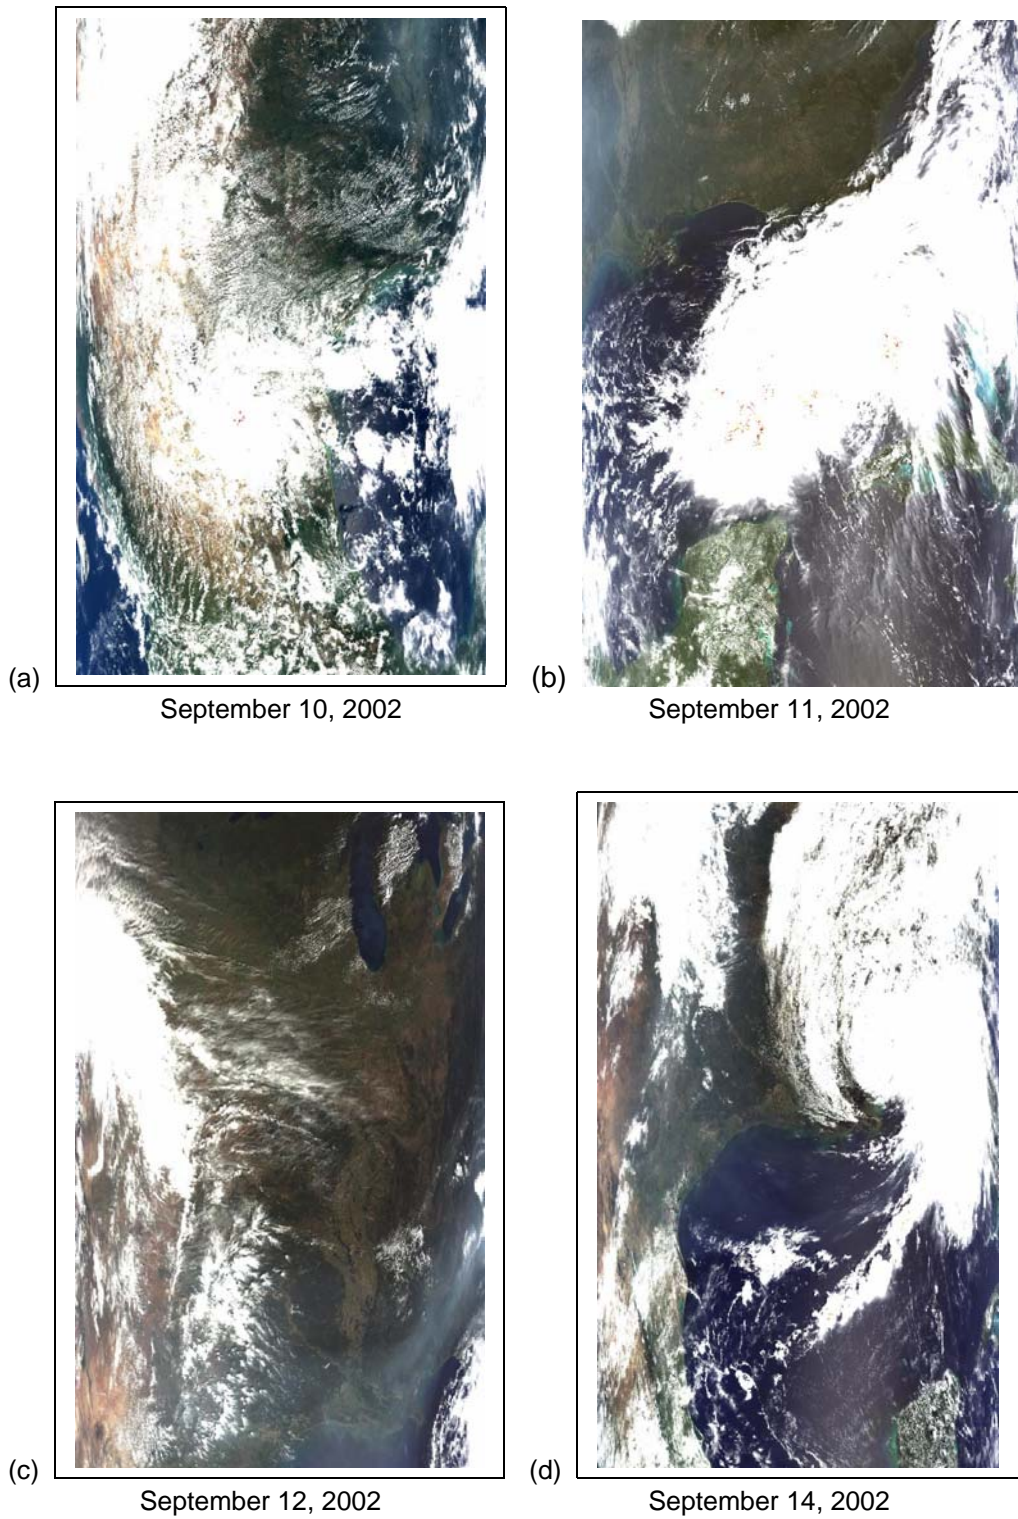 (a)
September 10, 2002
(b)
September 11, 2002
(c)
September 12, 2002
(d)
September 14, 2002